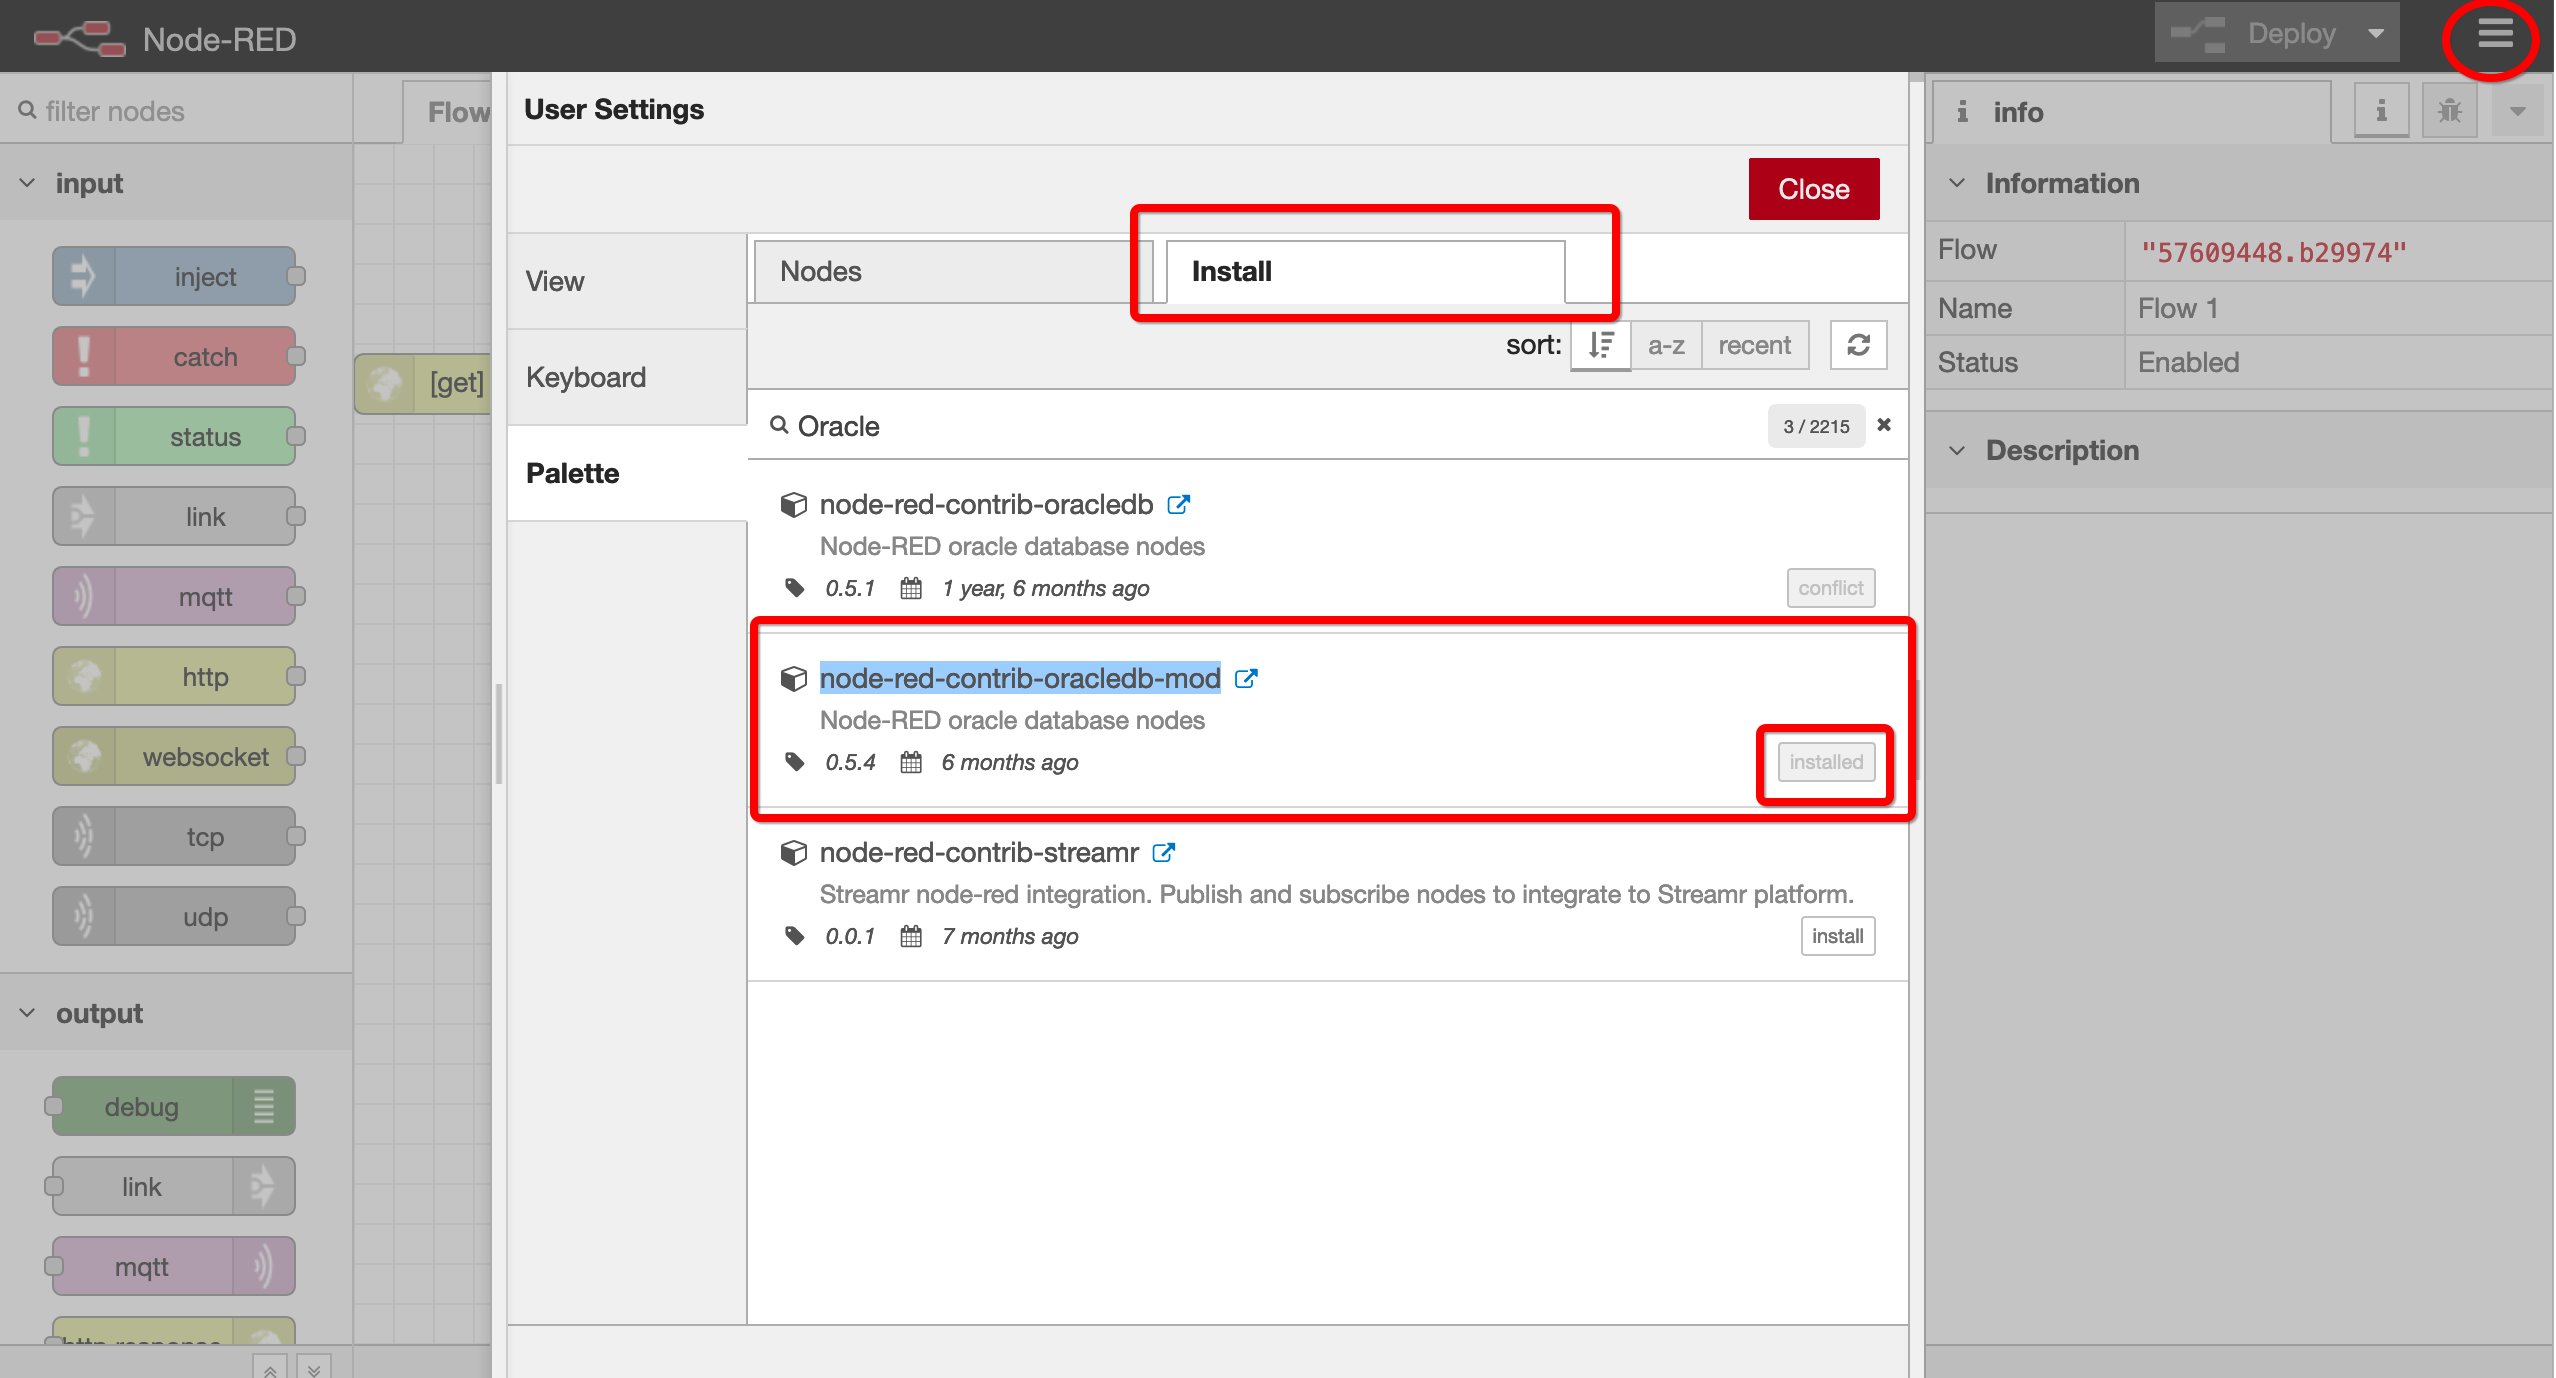 Node-RED
Deploy
filter nodes
Flow
User Settings
info
input
Close
Information
View
Nodes
Install
Flow
"57609448.b29974"
inject
sort:
a-z
recent
Name
Flow 1
catch
[get]
Keyboard
Status
Enabled
status
Oracle
3 / 2215
Description
Palette
node-red-contrib-oracledb
link
Node-RED oracle database nodes
0.5.1
1 year, 6 months ago
conflict
mqtt
http
node-red-contrib-oracledb-mod
Node-RED oracle database nodes
websocket
0.5.4
6 months ago
installed
tcp
node-red-contrib-streamr
Streamr node-red integration. Publish and subscribe nodes to integrate to Streamr platform.
udp
0.0.1
7 months ago
install
output
debug
link
mqtt
http response